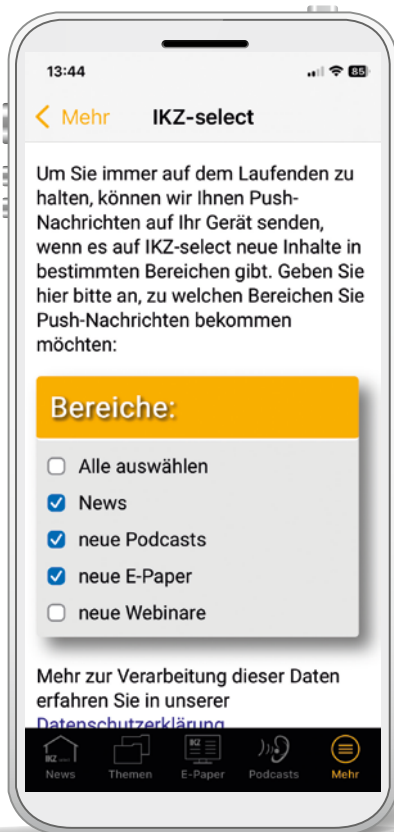 13:44
85
Mehr IKZ-select
Um Sie immer auf dem Laufenden zu
halten, können wir Ihnen Push-
Nachrichten auf Ihr Gerät senden,
wenn es auf IKZ-select neue Inhalte in
bestimmten Bereichen gibt. Geben Sie
hier bitte an, zu welchen Bereichen Sie
Push-Nachrichten bekommen
möchten:
Bereiche:
Alle auswählen
News
neue Podcasts
neue E-Paper
neue Webinare
Mehr zur Verarbeitung dieser Daten
erfahren Sie in unserer
Datenschutzerklärung
IKZ
IKZ
News Themen E-Paper Podcasts Mehr